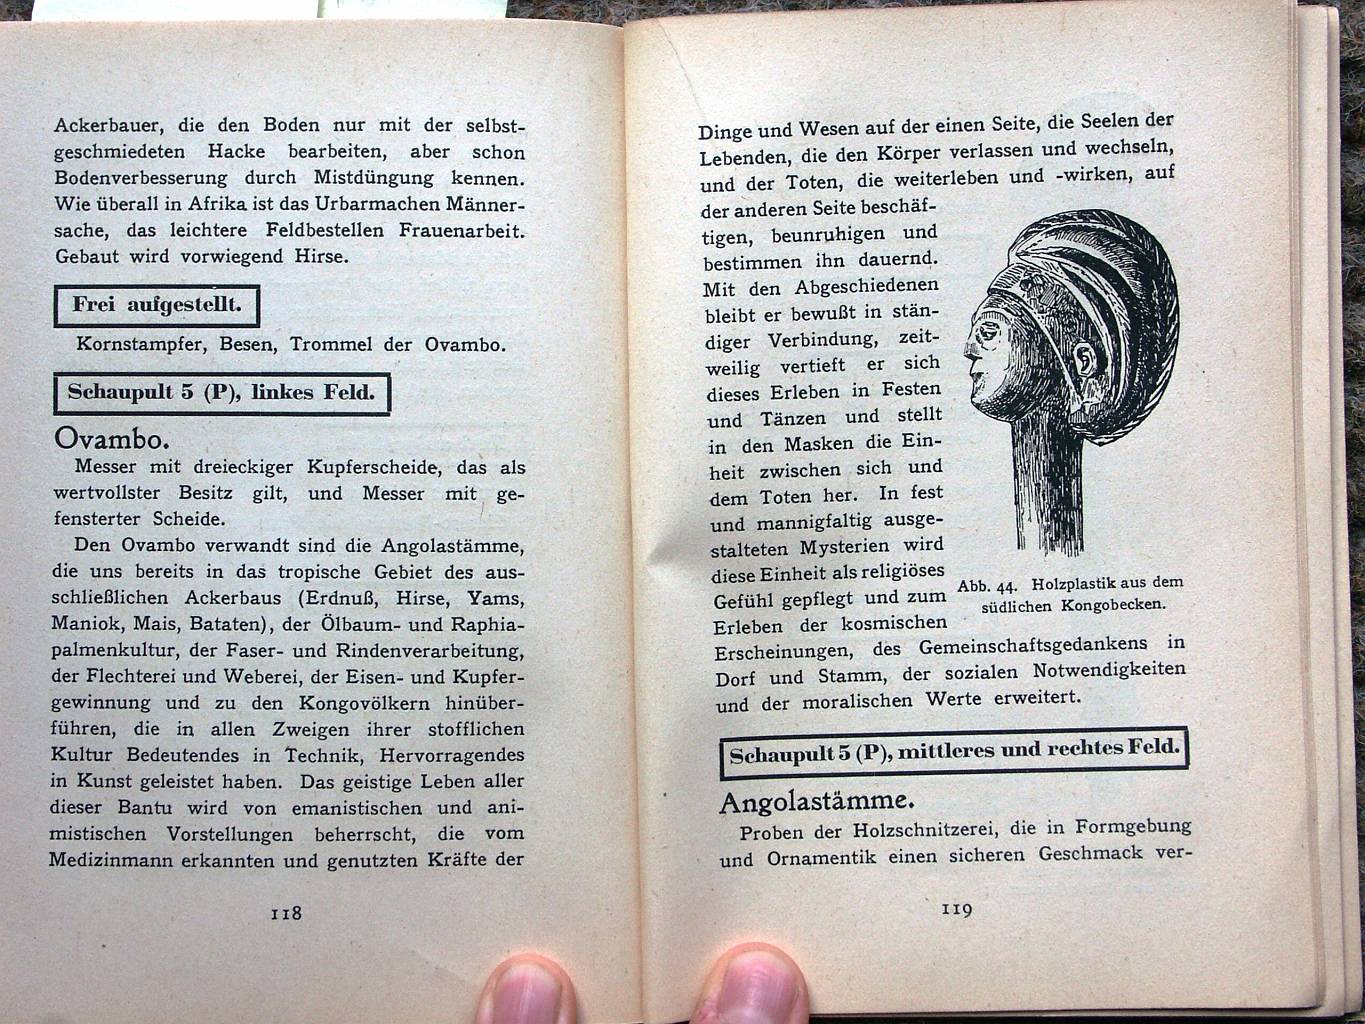 Ackerbauer, die den Boden nur mit der selbst-
geschmiedeten Hacke bearbeiten, aber schon
Bodenverbesserung durch Mistdüngung kennen.
Wie überall in Afrika ist das Urbarmachen Männer-
sache, das leichtere Feldbestellen Frauenarbeit.
Gebaut wird vorwiegend Hirse.
Frei aufgestellt.
Kornstampfer, Besen, Trommel der Ovambo.
Schaupult 5 (P), linkes Feld.
Ovambo.
Messer mit dreieckiger Kupferscheide, das als
wertvollster Besitz gilt, und Messer mit ge-
fensterter Scheide.
Den Ovambo verwandt sind die Angolastämme,
die uns bereits in das tropische Gebiet des aus-
schließlichen Ackerbaus (Erdnuß, Hirse, Yams,
Maniok, Mais, Bataten), der Ölbaum- und Raphia-
palmenkultur, der Faser- und Rindenverarbeitung,
der Flechterei und Weberei, der Eisen- und Kupfer-
gewinnung und zu den Kongovölkern hinüber-
führen, die in allen Zweigen ihrer stofflichen
Kultur Bedeutendes in Technik, Hervorragendes
in Kunst geleistet haben. Das geistige Leben aller
dieser Bantu wird von emanistischen und ani-
mistischen Vorstellungen beherrscht, die vom
Medizinmann erkannten und genutzten Kräfte der
118
Dinge und Wesen auf der einen Seite, die Seelen der
Lebenden, die den Körper verlassen und wechseln,
und der Toten, die weiterleben und -wirken, auf
der anderen Seite beschäf-
tigen, beunruhigen und
bestimmen ihn dauernd.
Mit den Abgeschiedenen
bleibt er bewußt in stän-
diger Verbindung, zeit-
weilig vertieft er sich
dieses Erleben in Festen
und Tänzen und stellt
in den Masken die Ein-
heit zwischen sich und
dem Toten her. In fest
und mannigfaltig ausge-
stalteten Mysterien wird
diese Einheit als religiöses
Gefühl gepflegt und zum
Erleben der kosmischen
Erscheinungen, des Gemeinschaftsgedankens in
Dorf und Stamm, der sozialen Notwendigkeiten
und der moralischen Werte erweitert.
Abb. 44. Holzplastik aus dem
südlichen Kongobecken.
Schaupult 5 (P), mittleres und rechtes Feld.
Angolastämme.
Proben der Holzschnitzerei, die in Formgebung
und Ornamentik einen sicheren Geschmack ver-
119